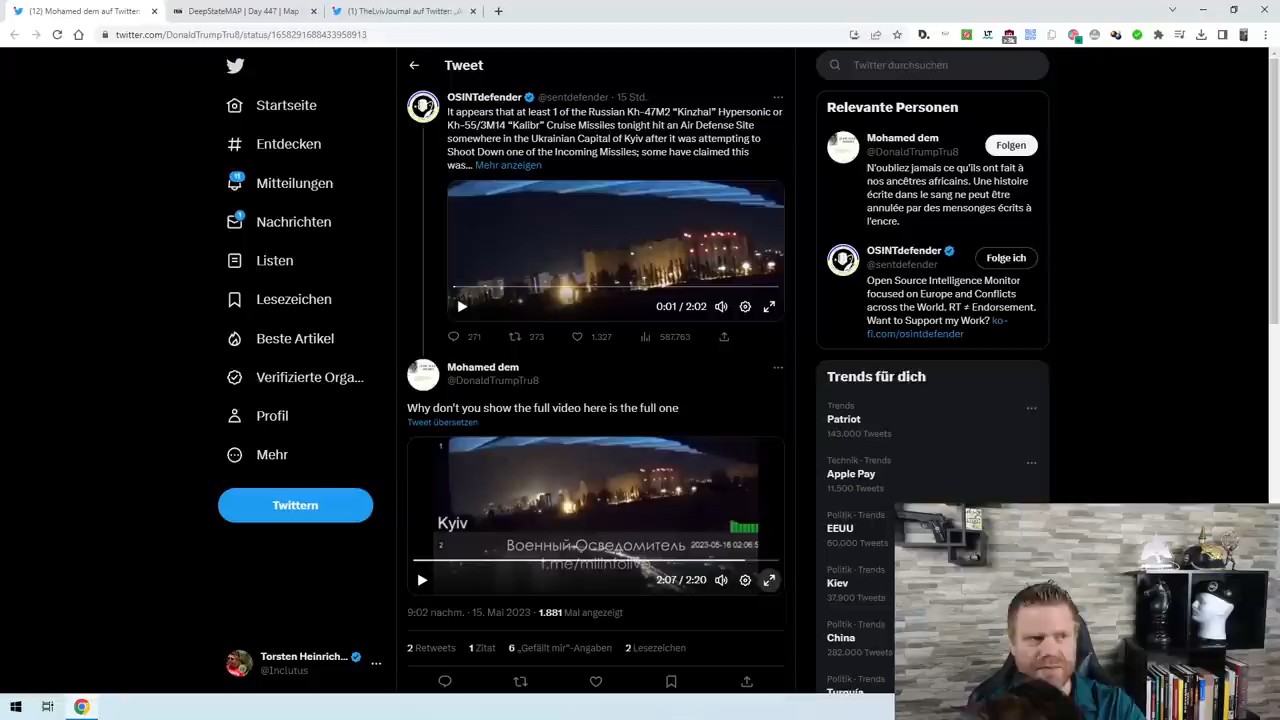 (12) Mohamed dem auf Twitter:
DeepStateMAP | Day 447 | Map
(1) TheLvivJournal auf Twitter: „A
twitter.com/DonaldTrumpTru8/status/1658291688433958913
Startseite
Entdecken
11
Mitteilungen
1
Nachrichten
Listen
Lesezeichen
Beste Artikel
Verifizierte Orga...
Profil
Mehr
Twittern
Torsten Heinrich...
@Inclutus
Tweet
OSINTdefender @sentdefender · 15 Std.
It appears that at least 1 of the Russian Kh-47M2 “Kinzhal” Hypersonic or
Kh-55/3M14 “Kalibr” Cruise Missiles tonight hit an Air Defense Site
somewhere in the Ukrainian Capital of Kyiv after it was attempting to
Shoot Down one of the Incoming Missiles; some have claimed this
was... Mehr anzeigen
0:01 / 2:02
271 273 1.327 587.763
Mohamed dem
@DonaldTrumpTru8
Why don't you show the full video here is the full one
Tweet übersetzen
1
Kyiv
2
Военный Осведомитель 2023-05-16 02:06:5
t.me/milinfolive
2:07 / 2:20
9:02 nachm. · 15. Mai 2023 · 1.881 Mal angezeigt
2 Retweets 1 Zitat 6 „Gefällt mir“-Angaben 2 Lesezeichen
Twitter durchsuchen
Relevante Personen
Mohamed dem
@DonaldTrumpTru8
Folgen
N'oubliez jamais ce qu'ils ont fait à
nos ancêtres africains. Une histoire
écrite dans le sang ne peut être
annulée par des mensonges écrits à
l'encre.
OSINTdefender
@sentdefender
Folge ich
Open Source Intelligence Monitor
focused on Europe and Conflicts
across the World. RT ≠ Endorsement.
Want to Support my Work? ko-
fi.com/osintdefender
Trends für dich
Trends
Patriot
143.000 Tweets
Technik · Trends
Apple Pay
11.500 Tweets
Politik · Trends
EEUU
60.000 Tweets
Politik · Trends
Kiev
37.900 Tweets
Politik · Trends
China
282.000 Tweets
Politik · Trends
Turquía